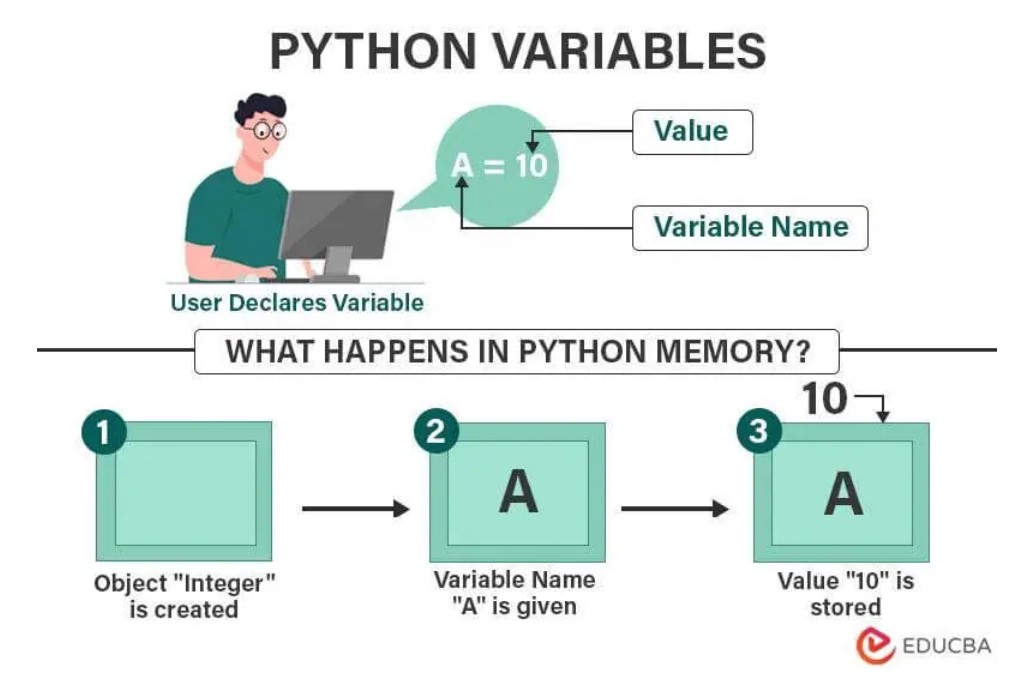 PYTHON VARIABLES
A = 10
Value
Variable Name
User Declares Variable
WHAT HAPPENS IN PYTHON MEMORY?
10
1
2
3
A
A
Object "Integer"
is created
Variable Name
"A" is given
Value "10" is
stored
EDUCBA